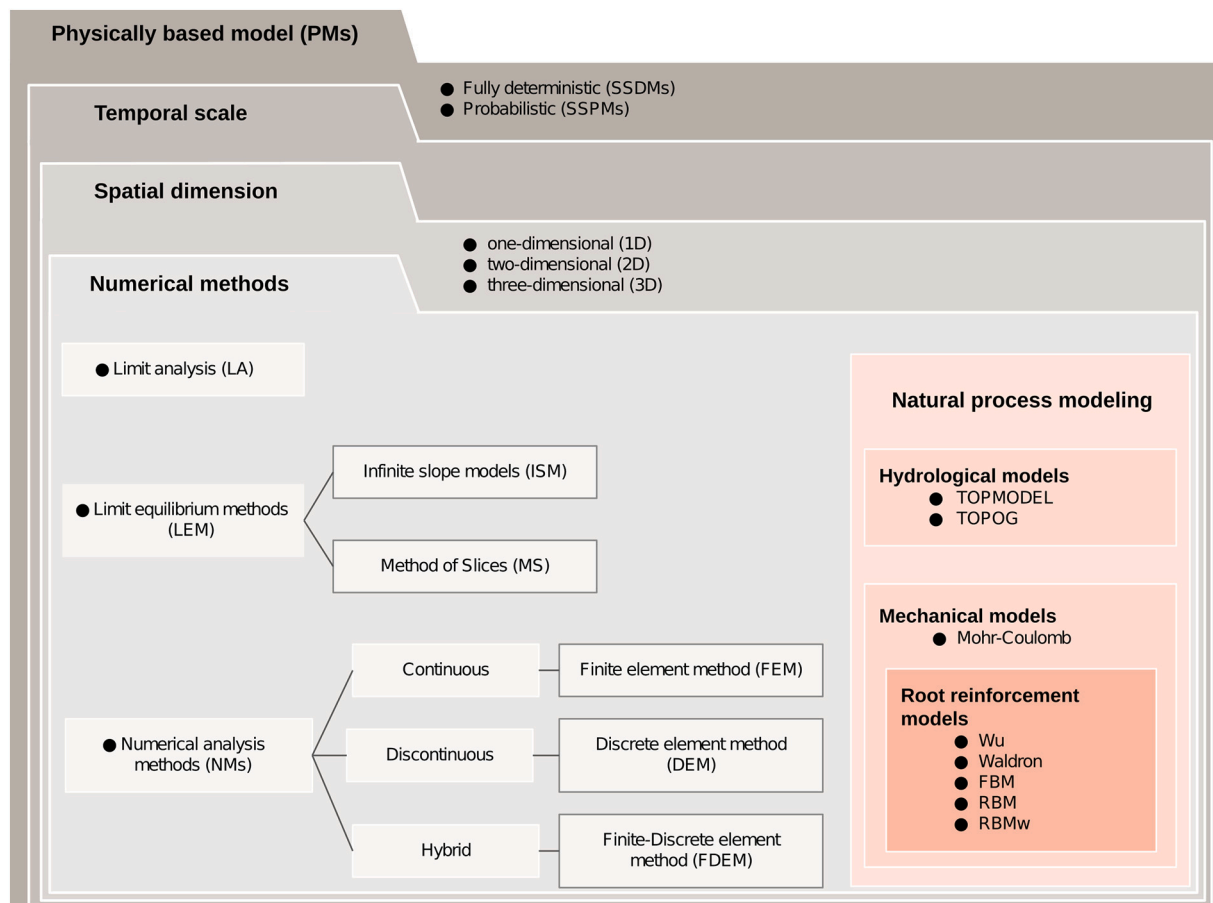 Physically based model (PMs)
● Fully deterministic (SSDMs)
● Probabilistic (SSPMs)
Temporal scale
Spatial dimension
● one-dimensional (1D)
● two-dimensional (2D)
● three-dimensional (3D)
Numerical methods
● Limit analysis (LA)
● Limit equilibrium methods
(LEM)
Infinite slope models (ISM)
Method of Slices (MS)
● Numerical analysis
methods (NMs)
Continuous
Finite element method (FEM)
Discontinuous
Discrete element method
(DEM)
Hybrid
Finite-Discrete element
method (FDEM)
Natural process modeling
Hydrological models
● TOPMODEL
● TOPOG
Mechanical models
● Mohr-Coulomb
Root reinforcement
models
● Wu
● Waldron
● FBM
● RBM
● RBMw